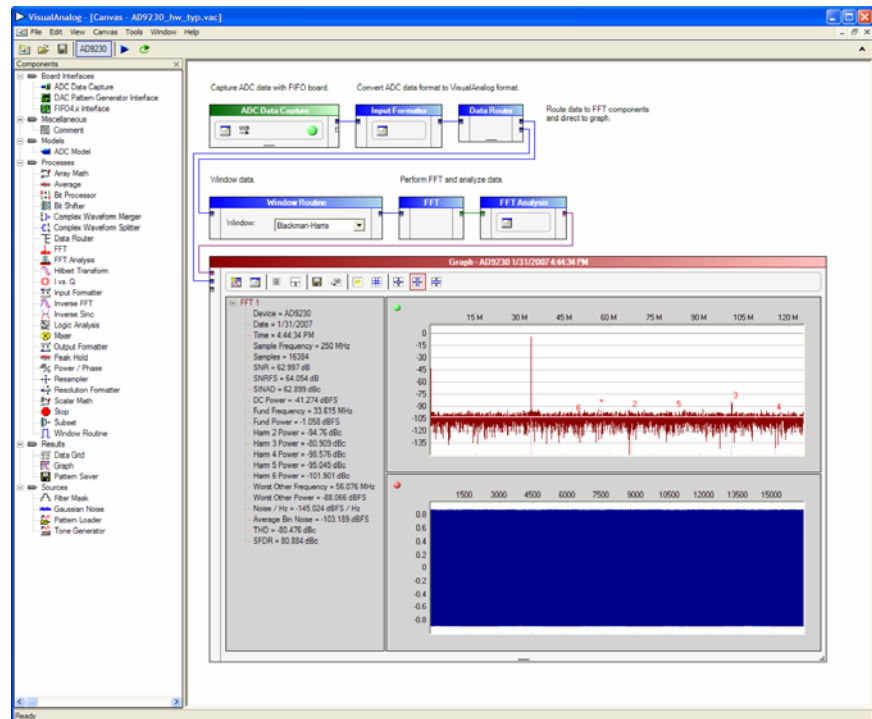 VisualAnalog - [Canvas - AD9230_hw_typ.vac]
File Edit View Canvas Tools Window Help
AD9230
Components
Board Interfaces
ADC Data Capture
DAC Pattern Generator Interface
FIFO4.x Interface
Miscellaneous
Comment
Models
ADC Model
Processes
Array Math
Average
Bit Processor
Bit Shifter
Complex Waveform Merger
Complex Waveform Splitter
Data Router
FFT
FFT Analysis
Hilbert Transform
I vs. Q
Input Formatter
Inverse FFT
Inverse Sinc
Logic Analysis
Mixer
Output Formatter
Peak Hold
Power / Phase
Resampler
Resolution Formatter
Scalar Math
Stop
Subset
Window Routine
Results
Data Grid
Graph
Pattern Saver
Sources
Filter Mask
Gaussian Noise
Pattern Loader
Tone Generator
Capture ADC data with FIFO board.
Convert ADC data format to VisualAnalog format.
ADC Data Capture
USB
Input Formatter
Data Router
Route data to FFT components
and direct to graph.
Window data.
Perform FFT and analyze data.
Window Routine
Window:
Blackman-Harris
FFT
FFT Analysis
Graph - AD9230 1/31/2007 4:44:34 PM
FFT 1
Device = AD9230
Date = 1/31/2007
Time = 4:44:34 PM
Sample Frequency = 250 MHz
Samples = 16384
SNR = 62.997 dB
SNRFS = 64.054 dB
SINAD = 62.899 dBc
DC Power = -41.274 dBFS
Fund Frequency = 33.615 MHz
Fund Power = -1.058 dBFS
Harm 2 Power = -94.76 dBc
Harm 3 Power = -80.909 dBc
Harm 4 Power = -98.576 dBc
Harm 5 Power = -95.045 dBc
Harm 6 Power = -101.901 dBc
Worst Other Frequency = 56.076 MHz
Worst Other Power = -88.066 dBFS
Noise / Hz = -145.024 dBFS / Hz
Average Bin Noise = -103.189 dBFS
THD = -80.476 dBc
SFDR = 80.884 dBc
15 M 30 M 45 M 60 M 75 M 90 M 105 M 120 M
0
-15
-30
-45
-60
-75
-90
-105
-120
-135
6 * 2 5 3 4
1500 3000 4500 6000 7500 9000 10500 12000 13500 15000
0.8
0.6
0.4
0.2
0
-0.2
-0.4
-0.6
-0.8
Ready